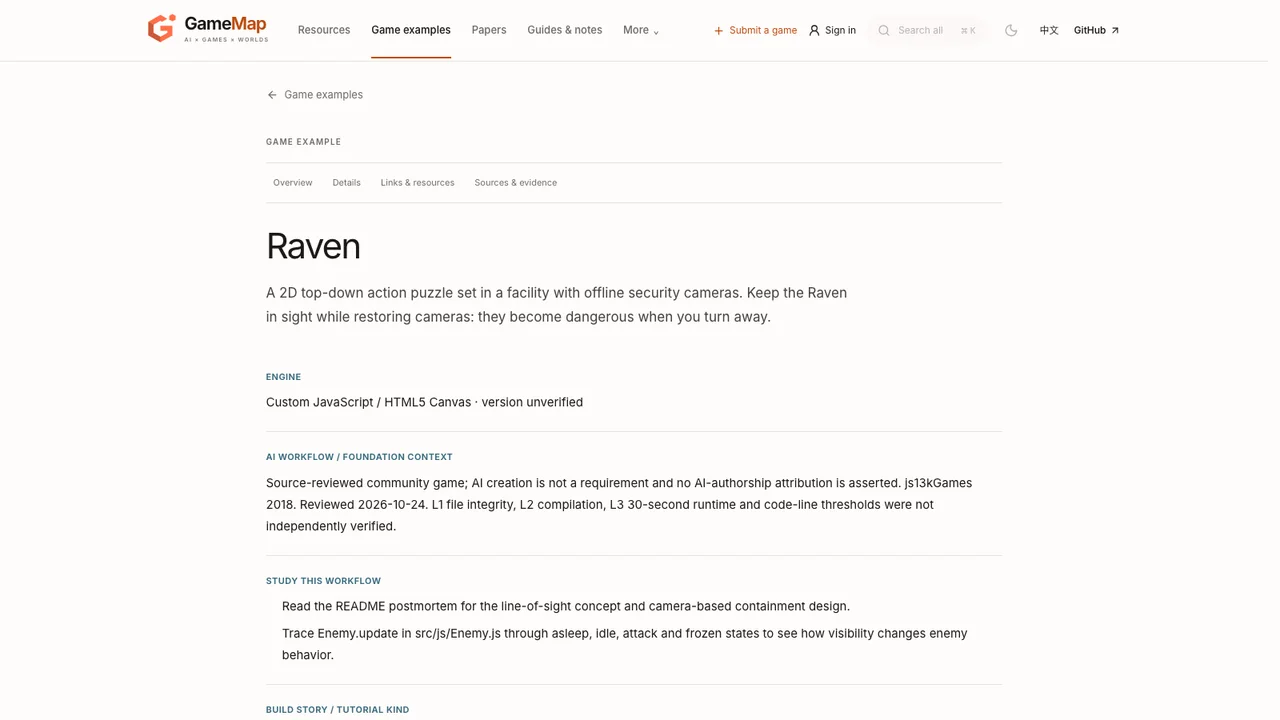 GameMap
AI × GAMES × WORLDS
Resources
Game examples
Papers
Guides & notes
More
Submit a game
Sign in
Search all
⌘ K
中文
GitHub
Game examples
GAME EXAMPLE
Overview
Details
Links & resources
Sources & evidence
Raven
A 2D top-down action puzzle set in a facility with offline security cameras. Keep the Raven
in sight while restoring cameras: they become dangerous when you turn away.
ENGINE
Custom JavaScript / HTML5 Canvas · version unverified
AI WORKFLOW / FOUNDATION CONTEXT
Source-reviewed community game; AI creation is not a requirement and no AI-authorship attribution is asserted. js13kGames
2018. Reviewed 2026-10-24. L1 file integrity, L2 compilation, L3 30-second runtime and code-line thresholds were not
independently verified.
STUDY THIS WORKFLOW
Read the README postmortem for the line-of-sight concept and camera-based containment design.
Trace Enemy.update in src/js/Enemy.js through asleep, idle, attack and frozen states to see how visibility changes enemy
behavior.
BUILD STORY / TUTORIAL KIND